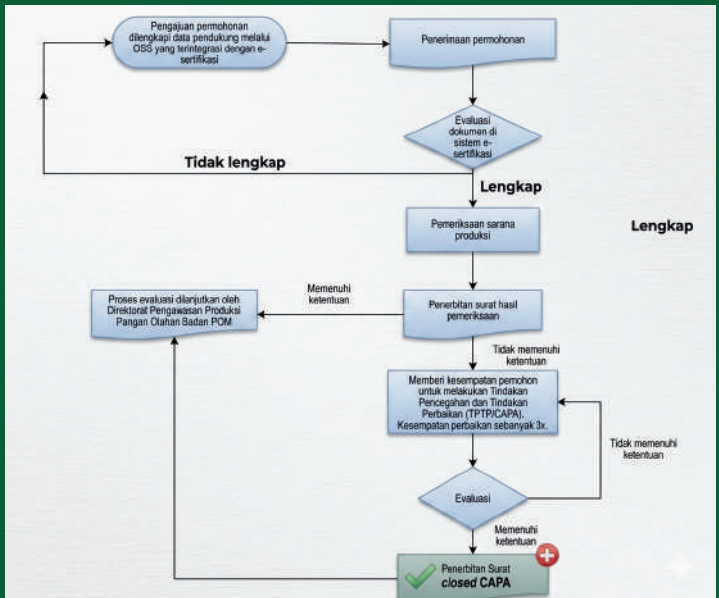 Pengajuan permohonan
dilengkapi data pendukung melalui
OSS yang terintegrasi dengan e-
sertifikasi
Penerimaan permohonan
Evaluasi
dokumen di
sistem e-
sertifikasi
Tidak lengkap
Lengkap
Lengkap
Pemeriksaan sarana
produksi
Memenuhi
ketentuan
Proses evaluasi dilanjutkan oleh
Direktorat Pengawasan Produksi
Pangan Olahan Badan POM
Penerbitan surat hasil
pemeriksaan
Tidak memenuhi
ketentuan
Memberi kesempatan pemohon
untuk melakukan Tindakan
Pencegahan dan Tindakan
Perbaikan (TPTP/CAPA).
Kesempatan perbaikan sebanyak 3x.
Tidak memenuhi
ketentuan
Evaluasi
Memenuhi
ketentuan
Penerbitan Surat
closed CAPA